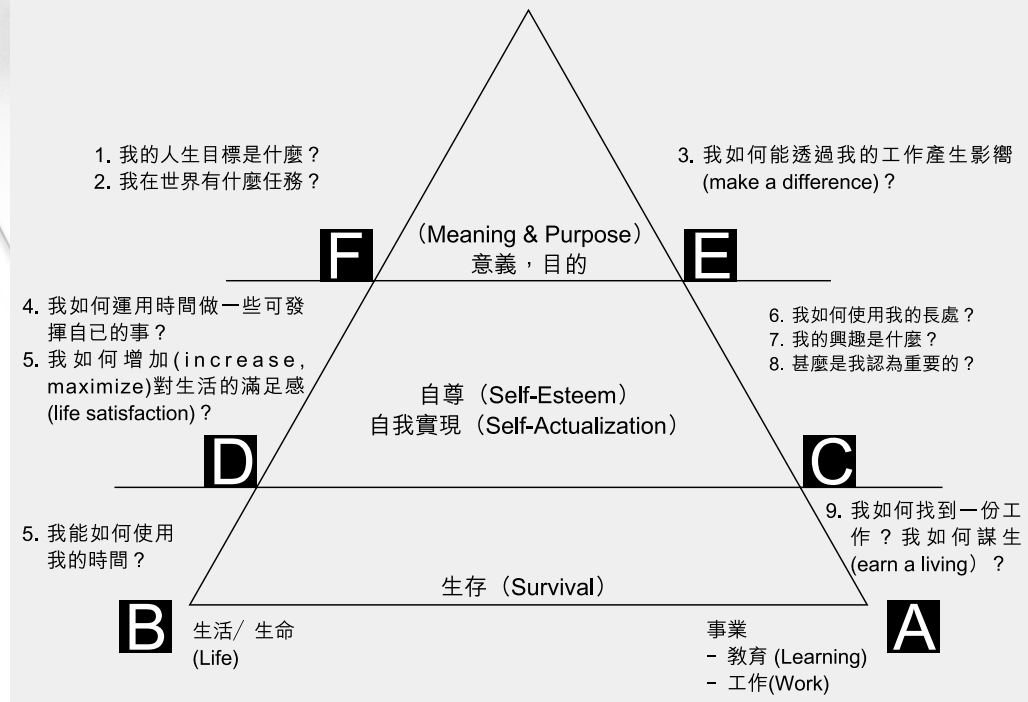 1. 我的人生目標是什麼？
2. 我在世界有什麼任務？
3. 我如何能透過我的工作產生影響
(make a difference)？
（Meaning & Purpose）
意義，目的
F
E
4. 我如何運用時間做一些可發
揮自已的事？
5. 我如何增加(increase,
maximize)對生活的滿足感
(life satisfaction)？
6. 我如何使用我的長處？
7. 我的興趣是什麼？
8. 甚麼是我認為重要的？
自尊（Self-Esteem）
自我實現（Self-Actualization）
D
C
5. 我能如何使用
我的時間？
9. 我如何找到一份工
作？我如何謀生
(earn a living）？
生存（Survival）
B
A
生活/ 生命
(Life)
事業
- 教育 (Learning)
- 工作(Work)